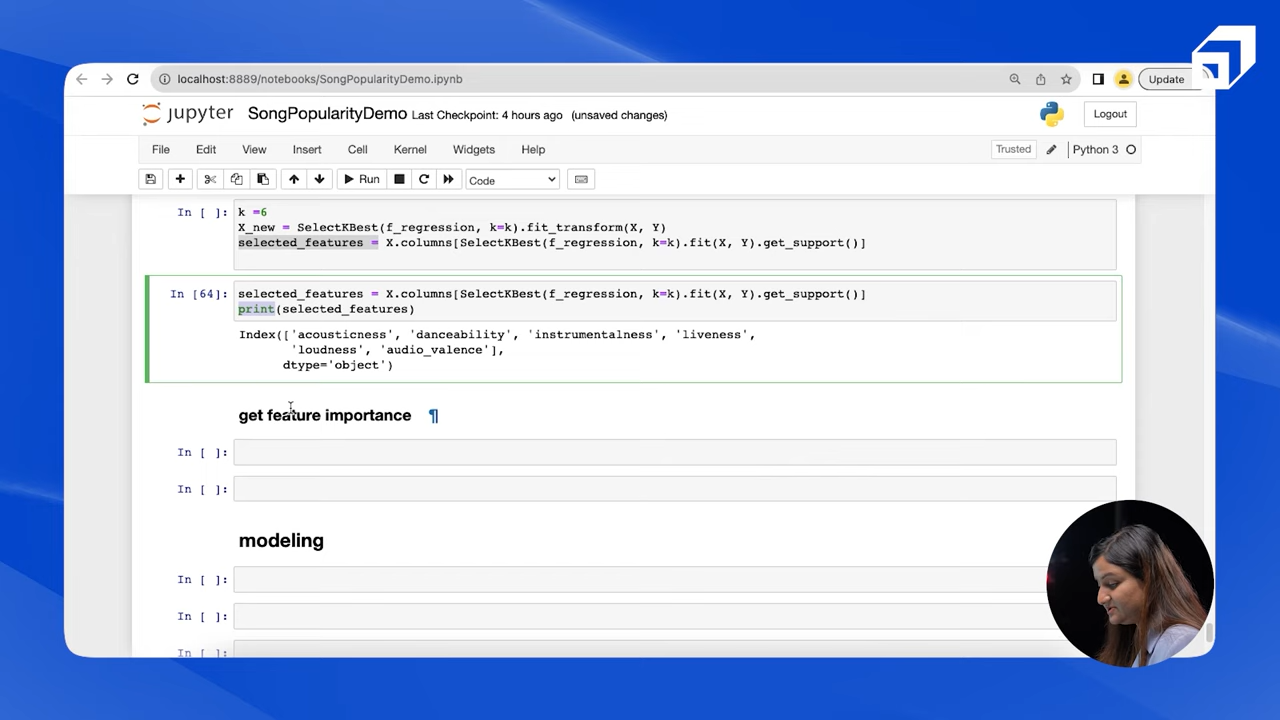 localhost:8889/notebooks/SongPopularityDemo.ipynb
Update
jupyter SongPopularityDemo Last Checkpoint: 4 hours ago (unsaved changes)
Logout
File Edit View Insert Cell Kernel Widgets Help
Trusted Python 3
Run Code
In [ ]: k =6
X_new = SelectKBest(f_regression, k=k).fit_transform(X, Y)
selected_features = X.columns[SelectKBest(f_regression, k=k).fit(X, Y).get_support()]
In [64]: selected_features = X.columns[SelectKBest(f_regression, k=k).fit(X, Y).get_support()]
print(selected_features)
Index(['acousticness', 'danceability', 'instrumentalness', 'liveness',
'loudness', 'audio_valence'],
dtype='object')
get feature importance ¶
In [ ]:
In [ ]:
modeling
In [ ]:
In [ ]:
In [ ]: